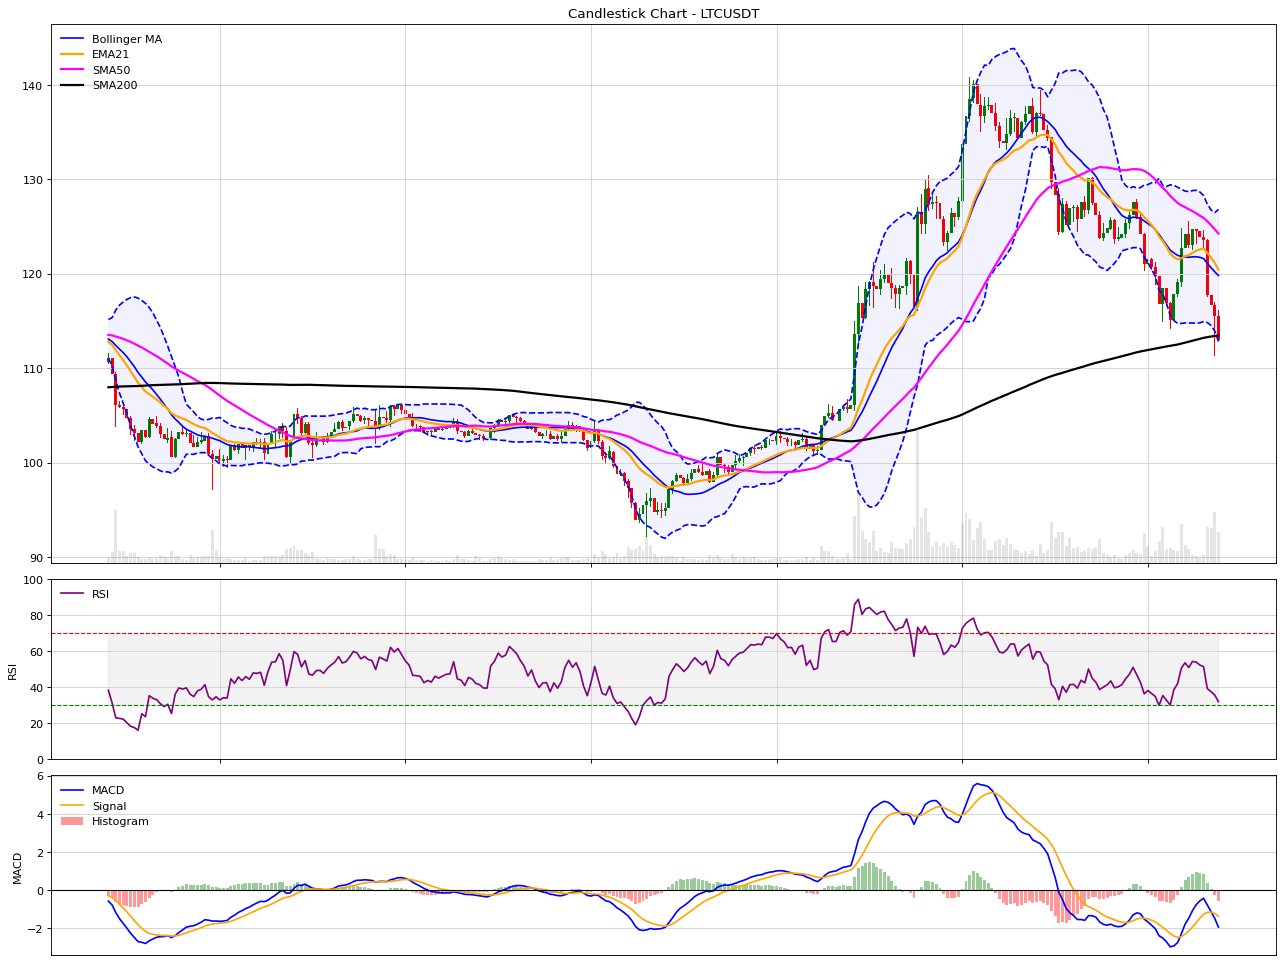 Candlestick Chart - LTCUSDT
Bollinger MA
EMA21
SMA50
SMA200
140
130
120
110
100
90
RSI
100
80
60
40
20
0
RSI
MACD
Signal
Histogram
6
4
2
0
−2
MACD